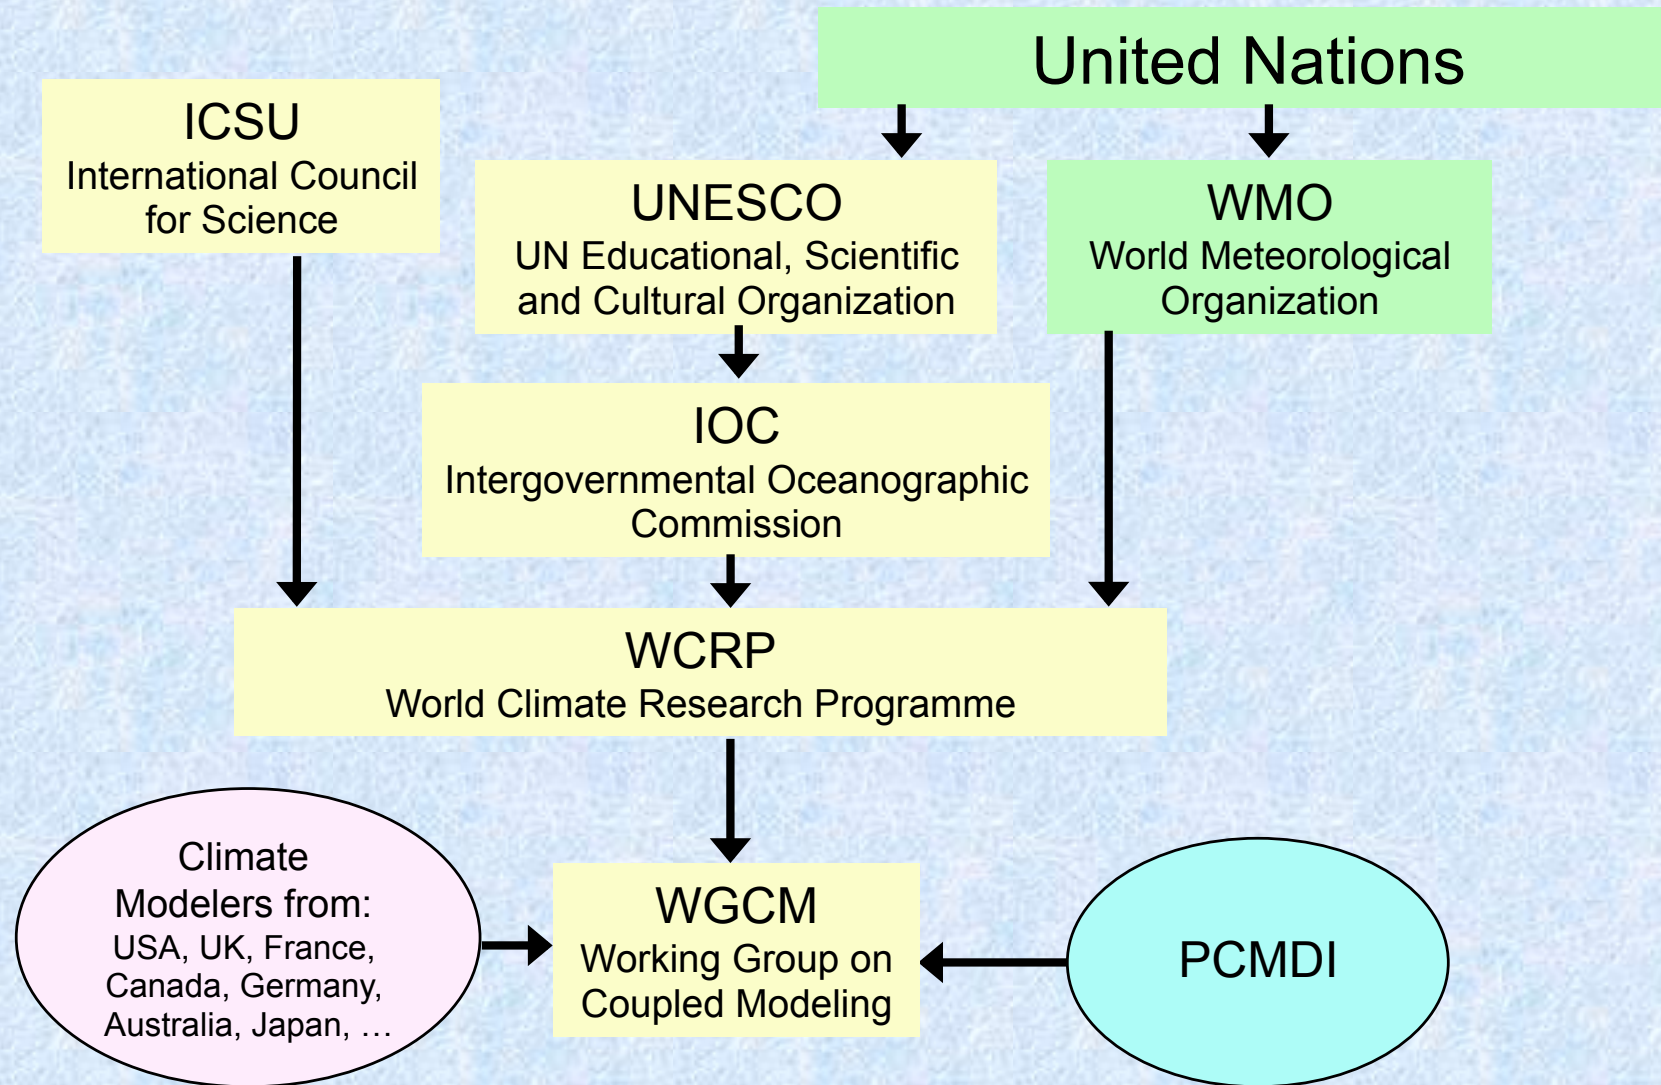 United Nations
ICSU
International Council
for Science
UNESCO
UN Educational, Scientific
and Cultural Organization
WMO
World Meteorological
Organization
IOC
Intergovernmental Oceanographic
Commission
WCRP
World Climate Research Programme
Climate
Modelers from:
USA, UK, France,
Canada, Germany,
Australia, Japan, …
WGCM
Working Group on
Coupled Modeling
PCMDI